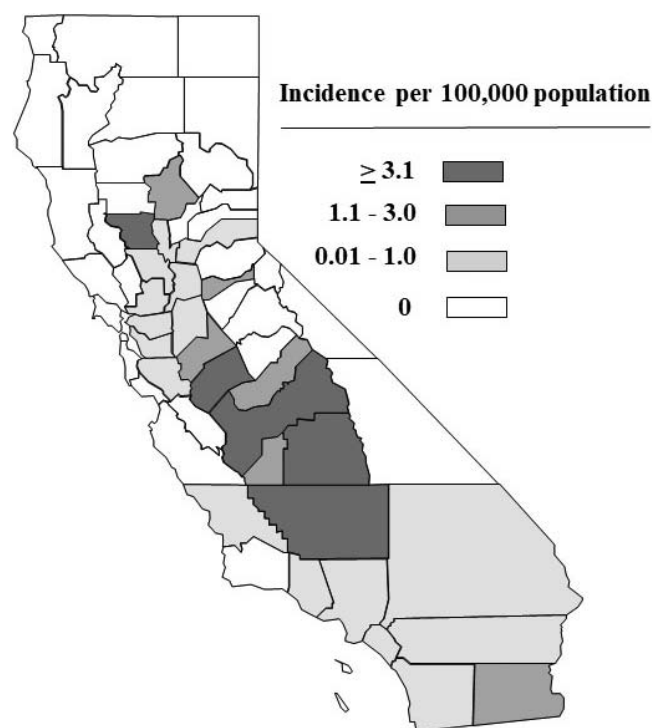 Incidence per 100,000 population
≥ 3.1
1.1 - 3.0
0.01 - 1.0
0